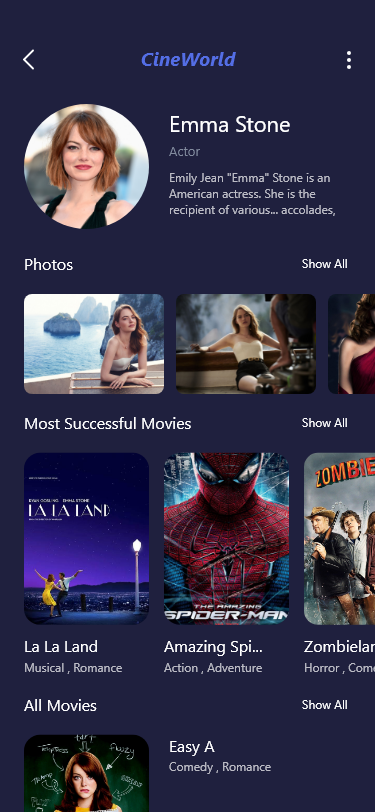 CineWorld
Emma Stone
Actor
Emily Jean "Emma" Stone is an
American actress. She is the
recipient of various... accolades,
Photos
Show All
Most Successful Movies
Show All
RYAN GOSLING EMMA STONE
LA LA LAND
THE AMAZING
SPIDER-MAN
ZOMBIE
La La Land
Musical , Romance
Amazing Spi...
Action , Adventure
Zombielan
Horror , Come
All Movies
Show All
tart
Floozy
Easy A
Comedy , Romance